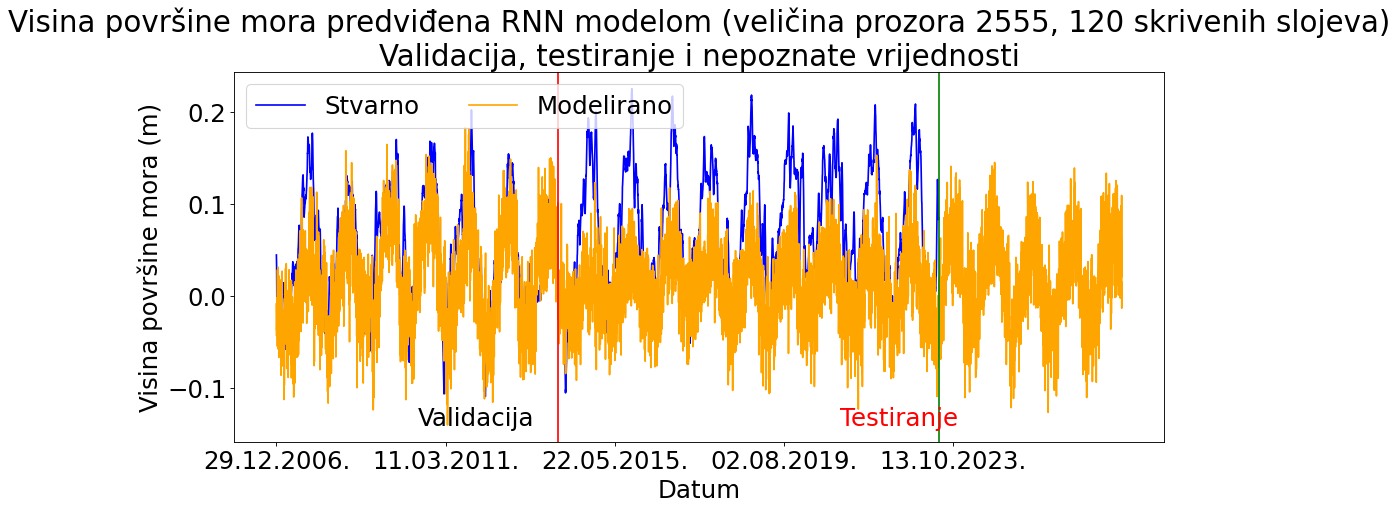 Visina površine mora predviđena RNN modelom (veličina prozora 2555, 120 skrivenih slojeva)
Validacija, testiranje i nepoznate vrijednosti
Stvarno
Modelirano
Visina površine mora (m)
0.2
0.1
0.0
−0.1
Validacija
Testiranje
29.12.2006.
11.03.2011.
22.05.2015.
02.08.2019.
13.10.2023.
Datum